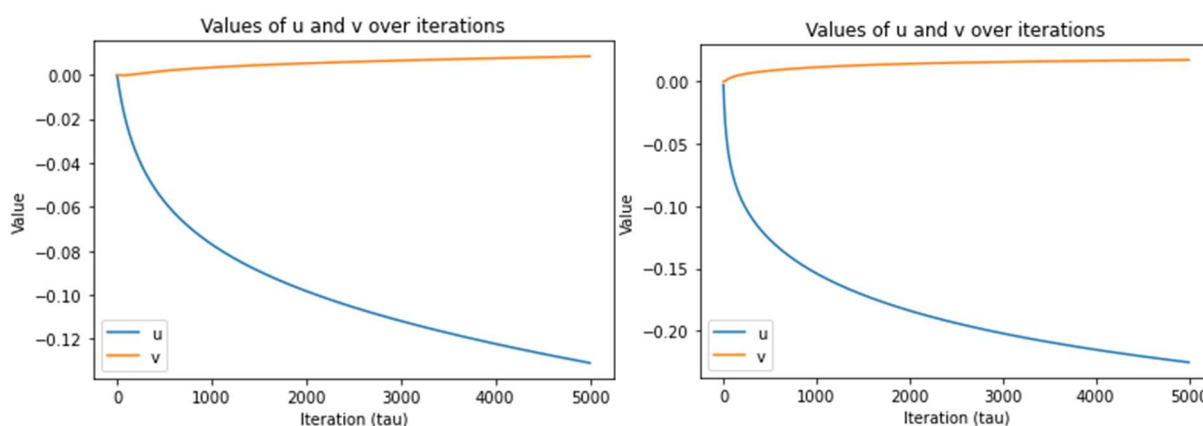 Values of u and v over iterations
0.00
−0.02
−0.04
−0.06
−0.08
−0.10
−0.12
Value
u
v
0
1000
2000
3000
4000
5000
Iteration (tau)
Values of u and v over iterations
0.00
−0.05
−0.10
−0.15
−0.20
Value
u
v
0
1000
2000
3000
4000
5000
Iteration (tau)